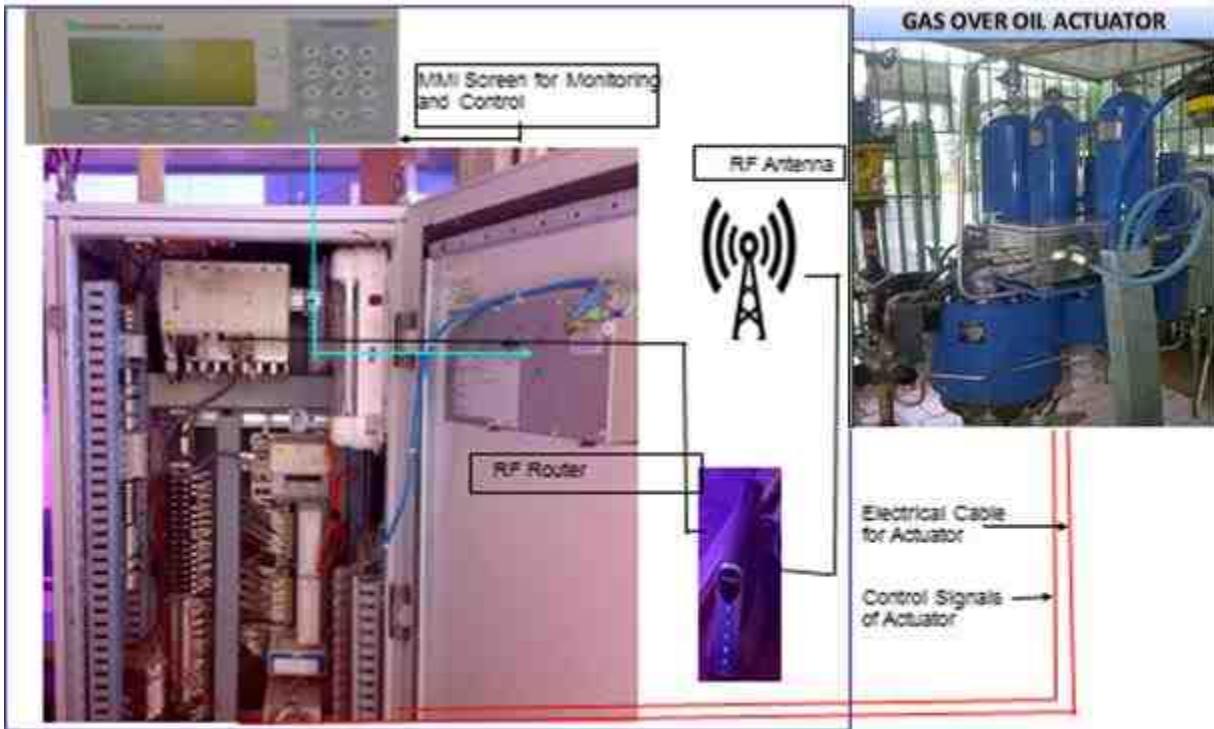 GAS OVER OIL ACTUATOR
MMI Screen for Monitoring
and Control
RF Antenna
RF Router
Electrical Cable
for Actuator
Control Signals
of Actuator